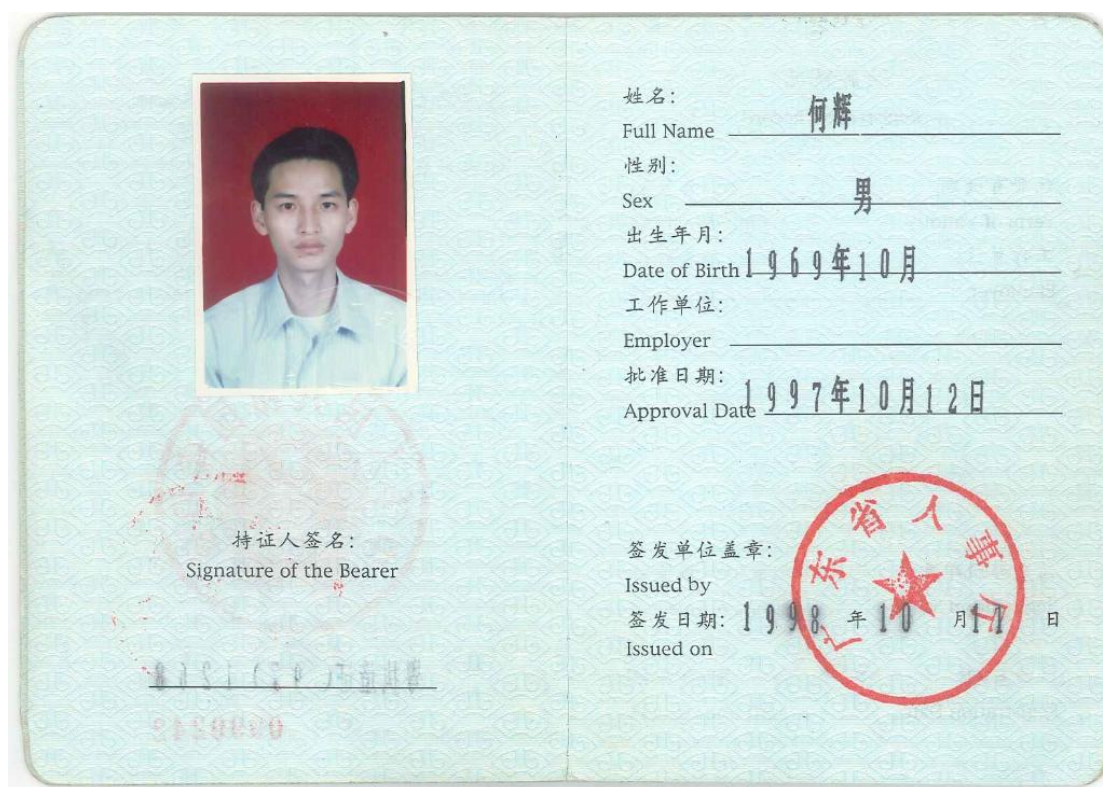 持证人签名:
Signature of the Bearer
姓名:
何辉
Full Name
性别:
男
Sex
出生年月:
Date of Birth 1969年10月
工作单位:
Employer
批准日期:
Approval Date 1997年10月12日
签发单位盖章:
广东省人事厅
Issued by
签发日期: 1998 年 10 月 11 日
Issued on